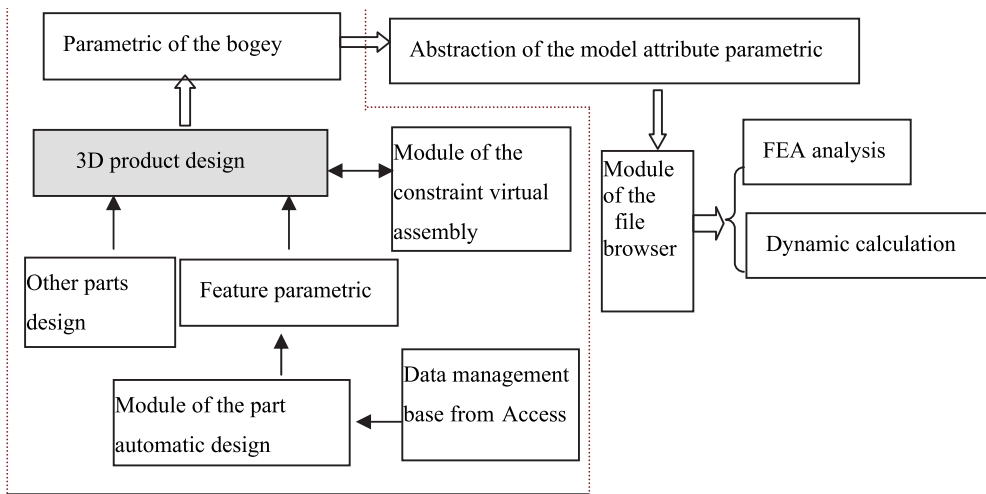 Parametric of the bogey
Abstraction of the model attribute parametric
3D product design
Module of the
constraint virtual
assembly
Module
of the
file
browser
FEA analysis
Dynamic calculation
Other parts
design
Feature parametric
Module of the part
automatic design
Data management
base from Access